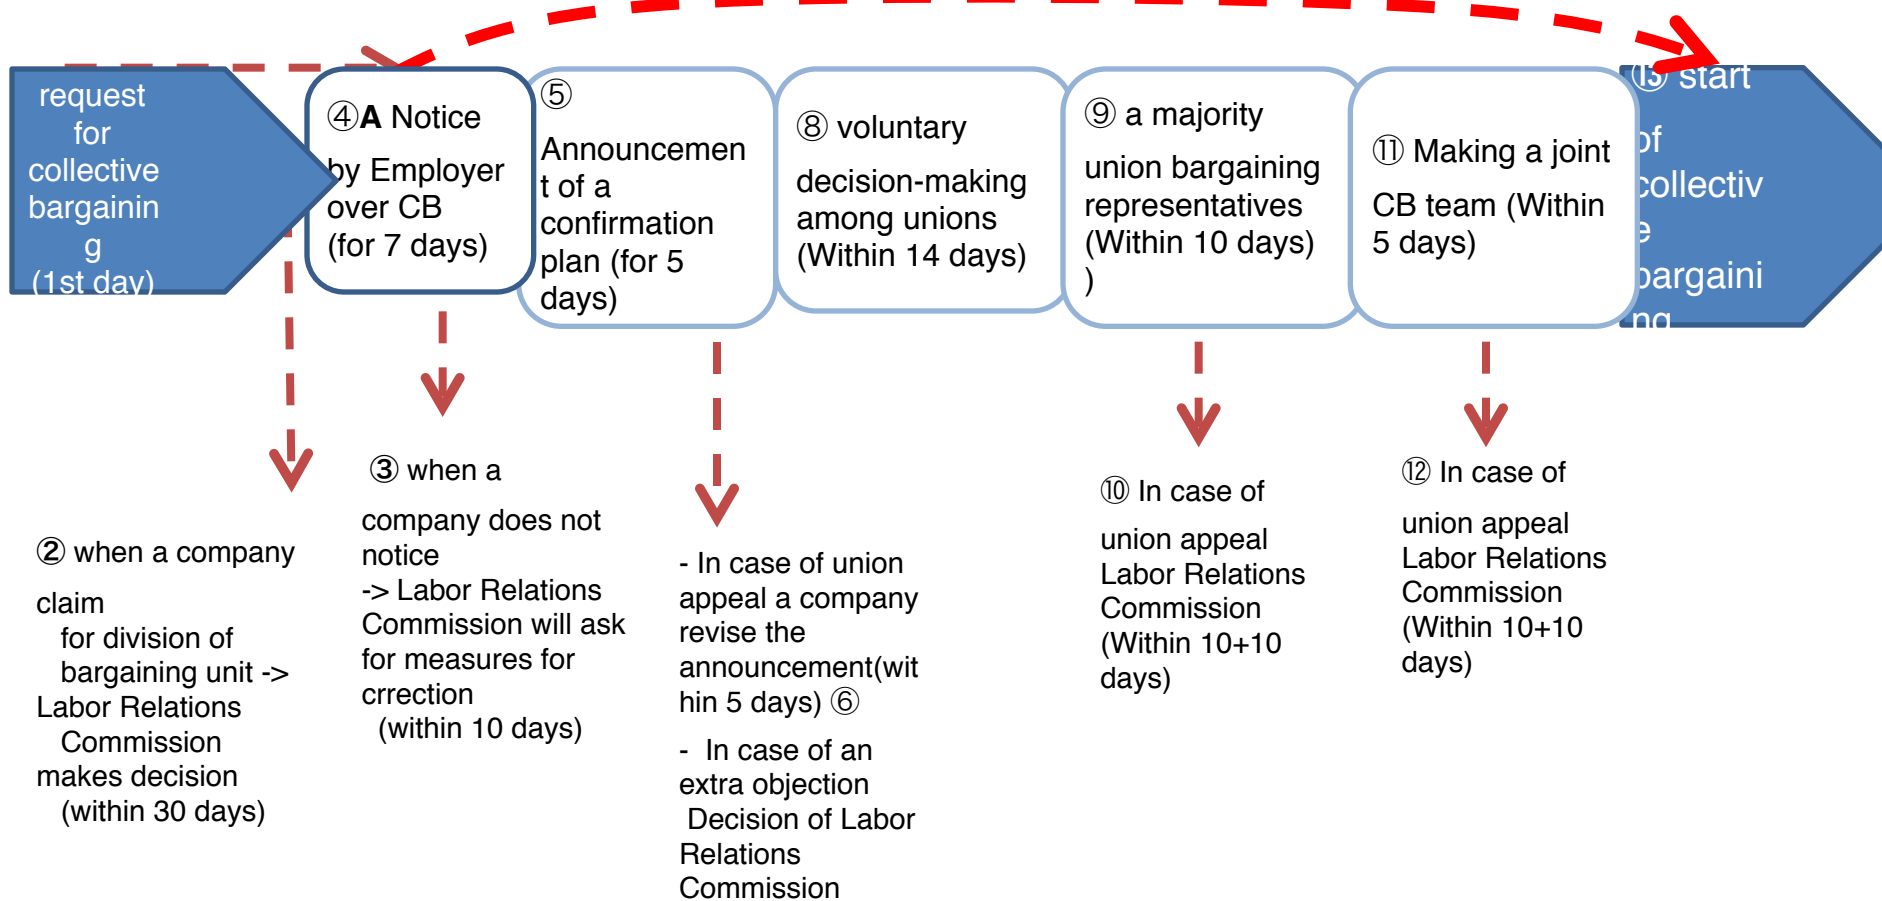 request
for
collective
bargainin
g
(1st day)
④A Notice
by Employer
over CB
(for 7 days)
⑤
Announcemen
t of a
confirmation
plan (for 5
days)
⑧ voluntary
decision-making
among unions
(Within 14 days)
⑨ a majority
union bargaining
representatives
(Within 10 days)
)
⑪ Making a joint
CB team (Within
5 days)
⑬ start
of
collectiv
e
bargaini
ng
② when a company
claim
for division of
bargaining unit ->
Labor Relations
Commission
makes decision
(within 30 days)
③ when a
company does not
notice
-> Labor Relations
Commission will ask
for measures for
crrection
(within 10 days)
- In case of union
appeal a company
revise the
announcement(wit
hin 5 days) ⑥
- In case of an
extra objection
Decision of Labor
Relations
Commission
⑩ In case of
union appeal
Labor Relations
Commission
(Within 10+10
days)
⑫ In case of
union appeal
Labor Relations
Commission
(Within 10+10
days)